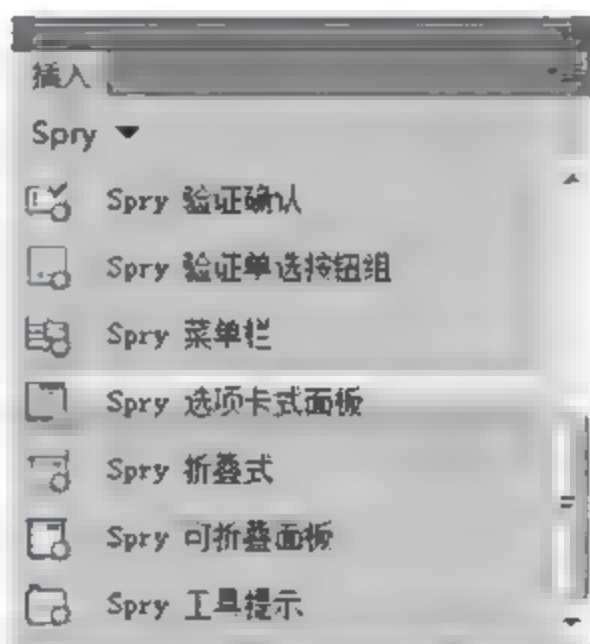 插入
Spry
Spry 验证确认
Spry 验证单选按钮组
Spry 菜单栏
Spry 选项卡式面板
Spry 折叠式
Spry 可折叠面板
Spry 工具提示